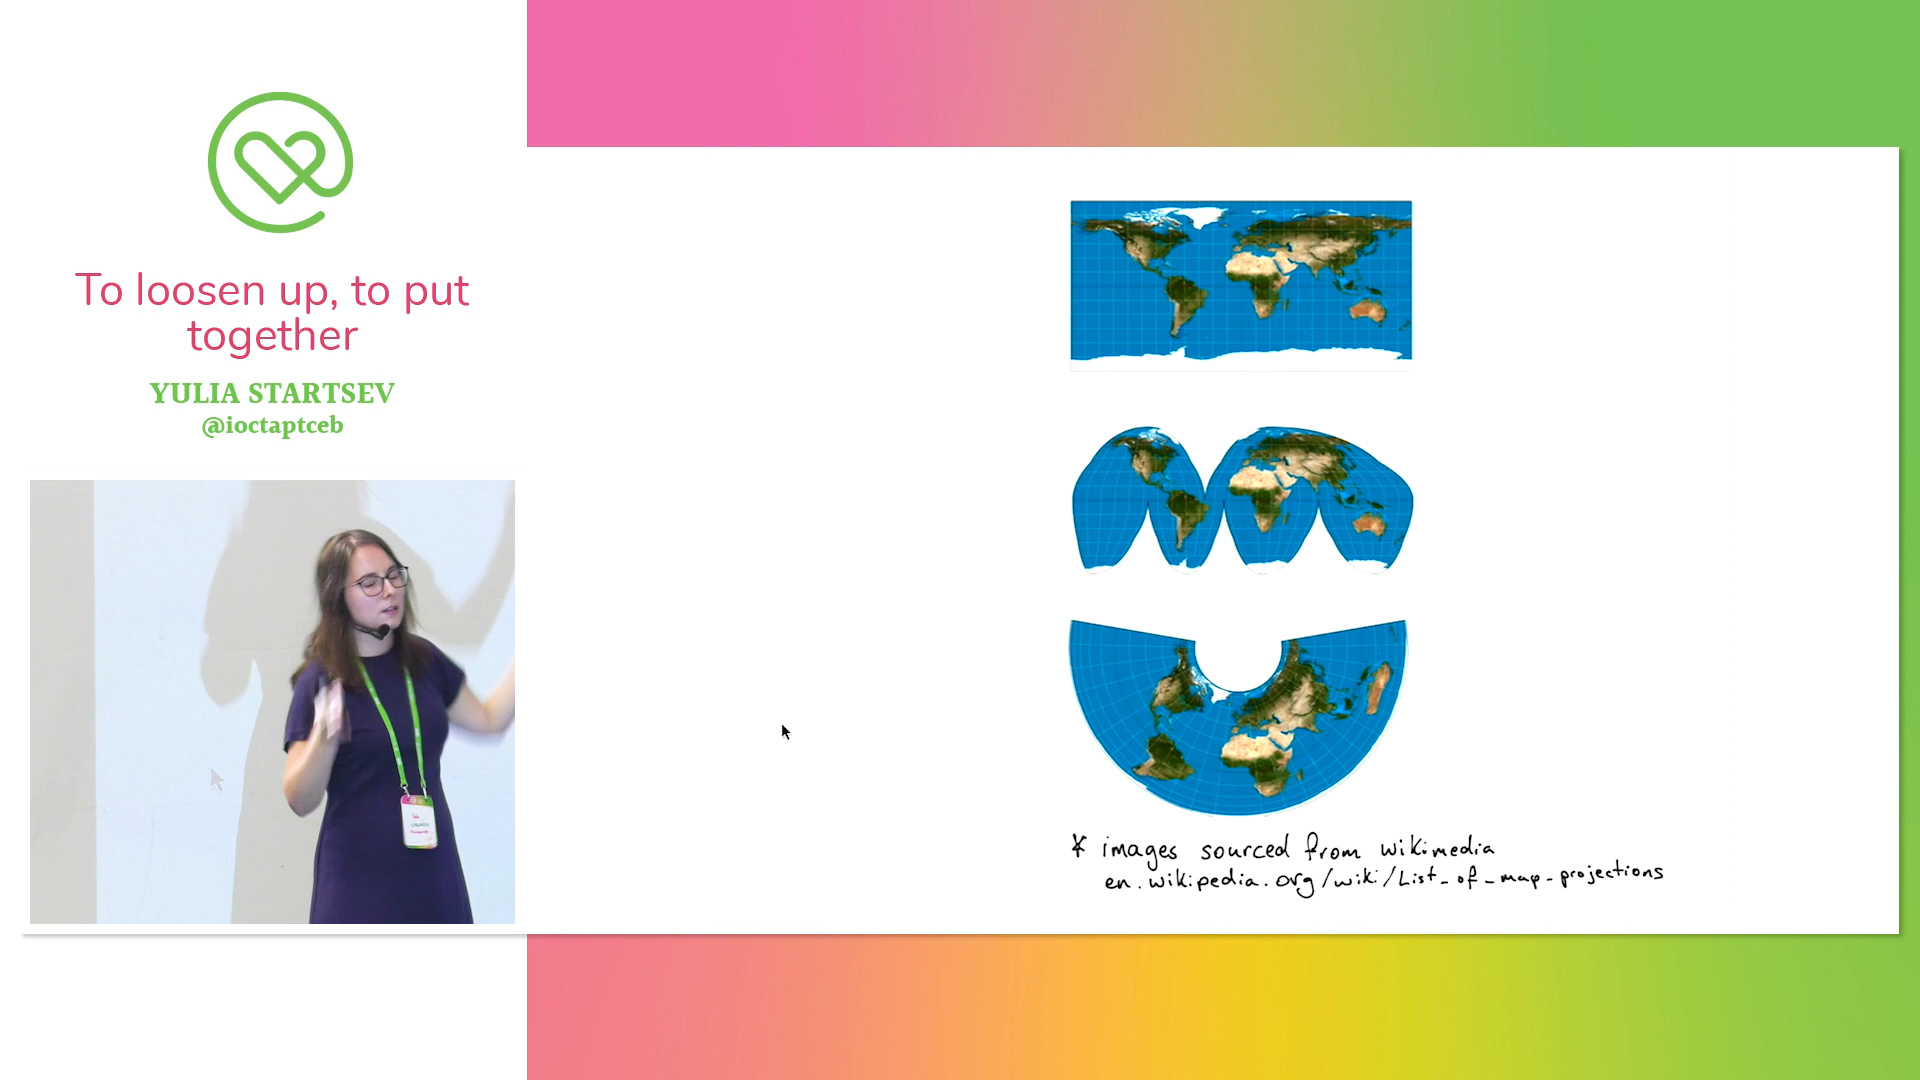 To loosen up, to put
together
YULIA STARTSEV
@ioctaptceb
* images sourced from wikimedia
en.wikipedia.org/wiki/List_of_map_projections